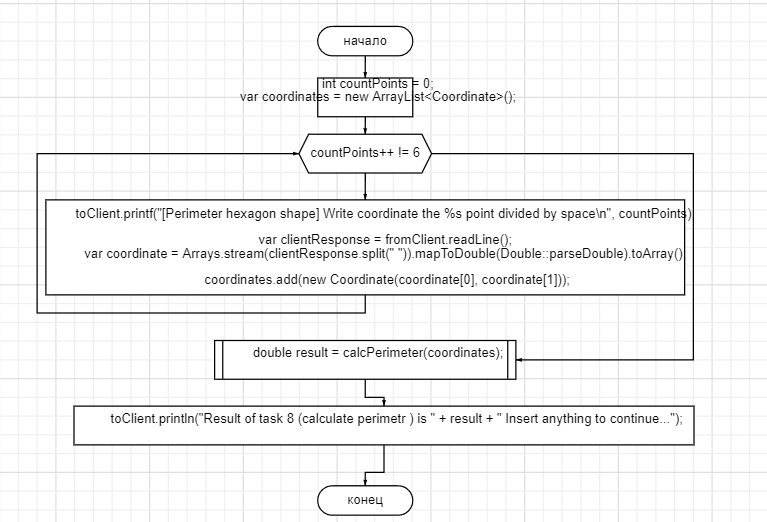 начало
int countPoints = 0;
var coordinates = new ArrayList<Coordinate>();
countPoints++ != 6
toClient.printf("[Perimeter hexagon shape] Write coordinate the %s point divided by space\n", countPoints)
var clientResponse = fromClient.readLine();
var coordinate = Arrays.stream(clientResponse.split(" ")).mapToDouble(Double::parseDouble).toArray();
coordinates.add(new Coordinate(coordinate[0], coordinate[1]));
double result = calcPerimeter(coordinates);
toClient.println("Result of task 8 (calculate perimetr ) is " + result + " Insert anything to continue...");
конец